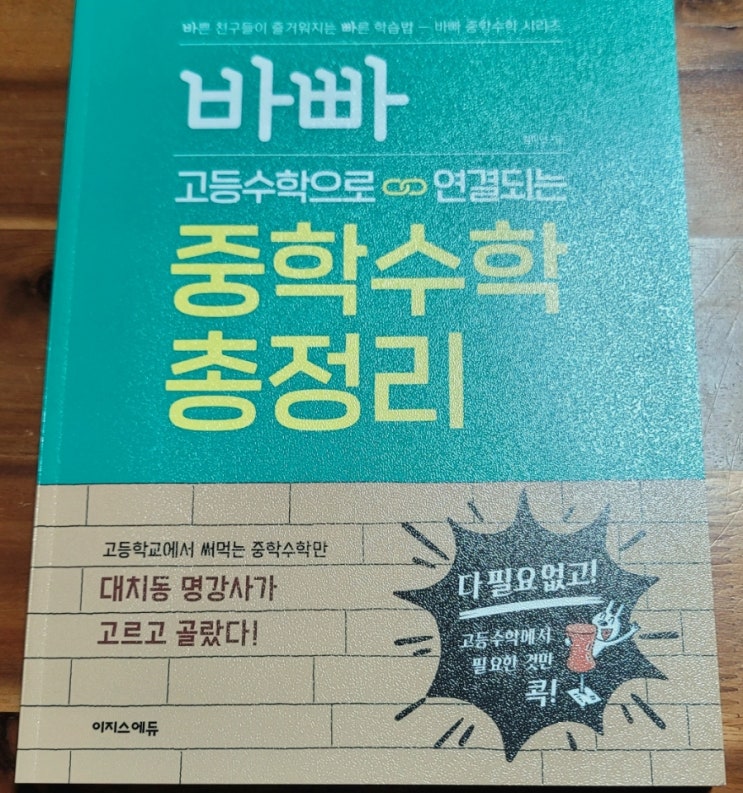 바른 친구들이 즐거워지는 빠른 학습법 — 바빠 중학수학 시리즈
바빠
고등수학으로 연결되는
중학수학
총정리
고등학교에서 써먹는 중학수학만
대치동 명강사가
고르고 골랐다!
다 필요 없고!
고등수학에서
필요한 것만
콕!
이지스에듀